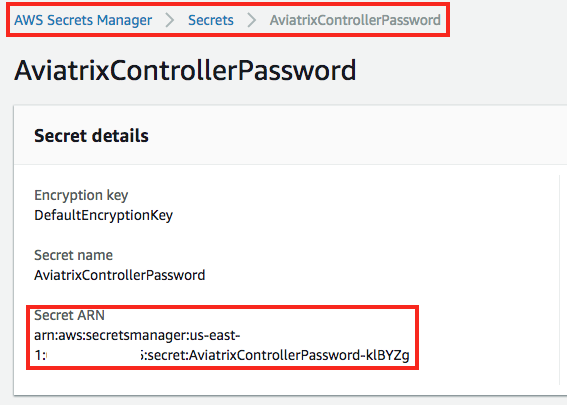 AWS Secrets Manager > Secrets > AviatrixControllerPassword
AviatrixControllerPassword
Secret details
Encryption key
DefaultEncryptionKey
Secret name
AviatrixControllerPassword
Secret ARN
arn:aws:secretsmanager:us-east-
1: :secret:AviatrixControllerPassword-klBYZg